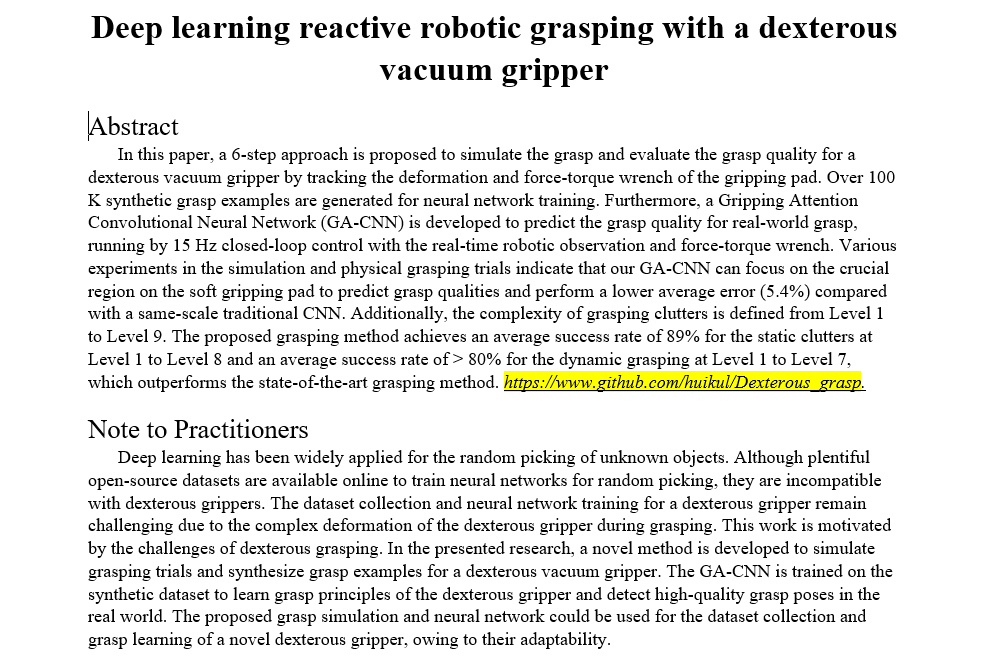 Deep learning reactive robotic grasping with a dexterous
vacuum gripper
Abstract
In this paper, a 6-step approach is proposed to simulate the grasp and evaluate the grasp quality for a
dexterous vacuum gripper by tracking the deformation and force-torque wrench of the gripping pad. Over 100
K synthetic grasp examples are generated for neural network training. Furthermore, a Gripping Attention
Convolutional Neural Network (GA-CNN) is developed to predict the grasp quality for real-world grasp,
running by 15 Hz closed-loop control with the real-time robotic observation and force-torque wrench. Various
experiments in the simulation and physical grasping trials indicate that our GA-CNN can focus on the crucial
region on the soft gripping pad to predict grasp qualities and perform a lower average error (5.4%) compared
with a same-scale traditional CNN. Additionally, the complexity of grasping clutters is defined from Level 1
to Level 9. The proposed grasping method achieves an average success rate of 89% for the static clutters at
Level 1 to Level 8 and an average success rate of > 80% for the dynamic grasping at Level 1 to Level 7,
which outperforms the state-of-the-art grasping method. https://www.github.com/huikul/Dexterous_grasp.
Note to Practitioners
Deep learning has been widely applied for the random picking of unknown objects. Although plentiful
open-source datasets are available online to train neural networks for random picking, they are incompatible
with dexterous grippers. The dataset collection and neural network training for a dexterous gripper remain
challenging due to the complex deformation of the dexterous gripper during grasping. This work is motivated
by the challenges of dexterous grasping. In the presented research, a novel method is developed to simulate
grasping trials and synthesize grasp examples for a dexterous vacuum gripper. The GA-CNN is trained on the
synthetic dataset to learn grasp principles of the dexterous gripper and detect high-quality grasp poses in the
real world. The proposed grasp simulation and neural network could be used for the dataset collection and
grasp learning of a novel dexterous gripper, owing to their adaptability.